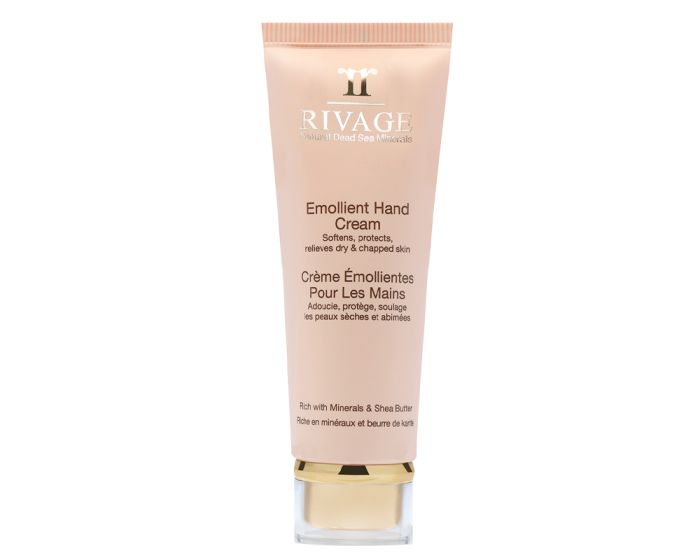 RIVAGE
Natural Dead Sea Minerals
Emollient Hand
Cream
Softens, protects,
relieves dry & chapped skin
Crème Émollientes
Pour Les Mains
Adoucie, protège, soulage
les peaux sèches et abimées
Rich with Minerals & Shea Butter
Riche en minéraux et beurre de karité